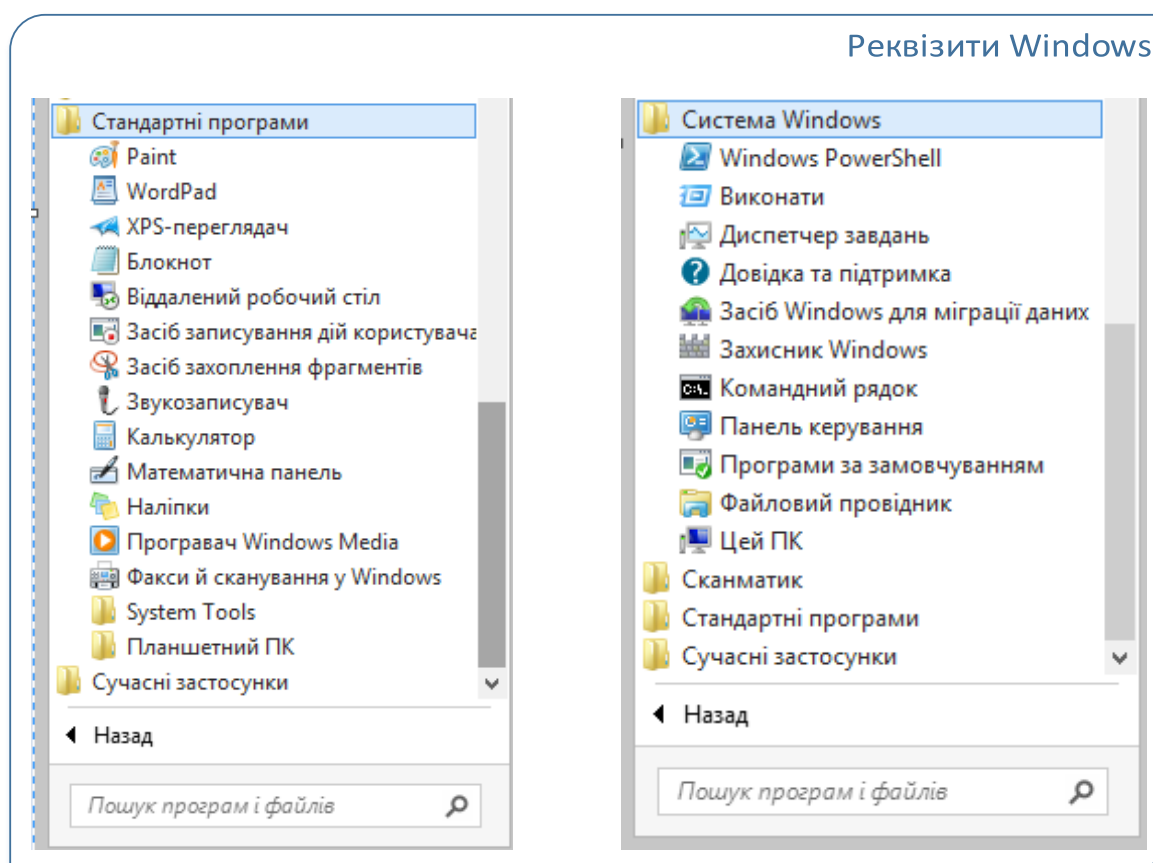 Реквізити Windows
Стандартні програми
Paint
WordPad
XPS-переглядач
Блокнот
Віддалений робочий стіл
Засіб записування дій користувача
Засіб захоплення фрагментів
Звукозаписувач
Калькулятор
Математична панель
Наліпки
Програвач Windows Media
Факси й сканування у Windows
System Tools
Планшетний ПК
Сучасні застосунки
Назад
Пошук програм і файлів
Система Windows
Windows PowerShell
Виконати
Диспетчер завдань
Довідка та підтримка
Засіб Windows для міграції даних
Захисник Windows
Командний рядок
Панель керування
Програми за замовчуванням
Файловий провідник
Цей ПК
Сканматик
Стандартні програми
Сучасні застосунки
Назад
Пошук програм і файлів